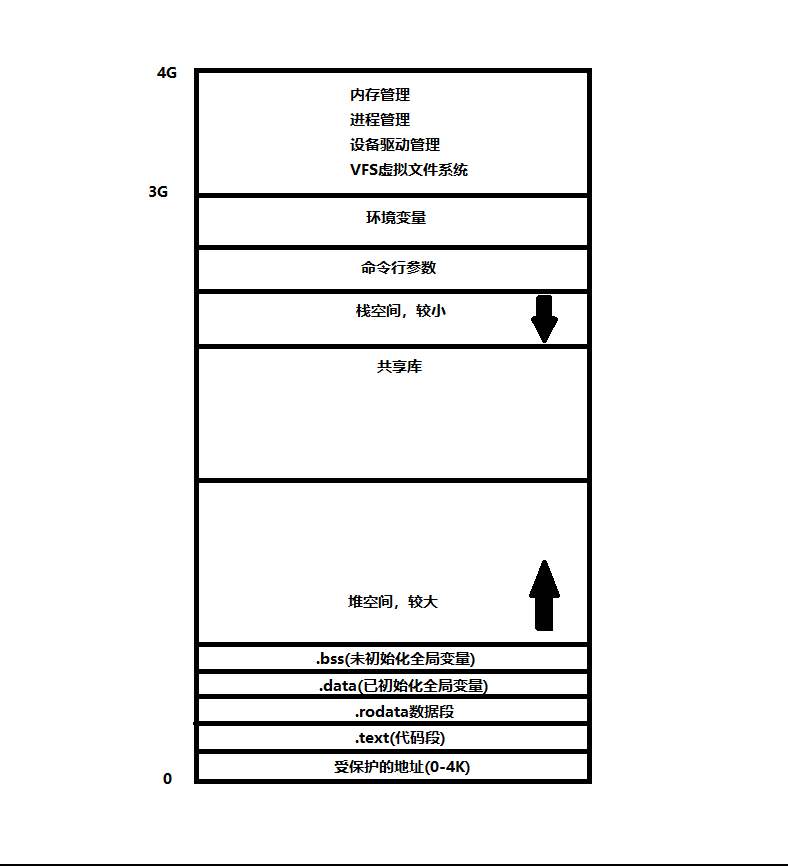 4G
内存管理
进程管理
设备驱动管理
VFS虚拟文件系统
3G
环境变量
命令行参数
栈空间，较小
共享库
堆空间，较大
.bss(未初始化全局变量)
.data(已初始化全局变量)
.rodata数据段
.text(代码段)
受保护的地址(0-4K)
0